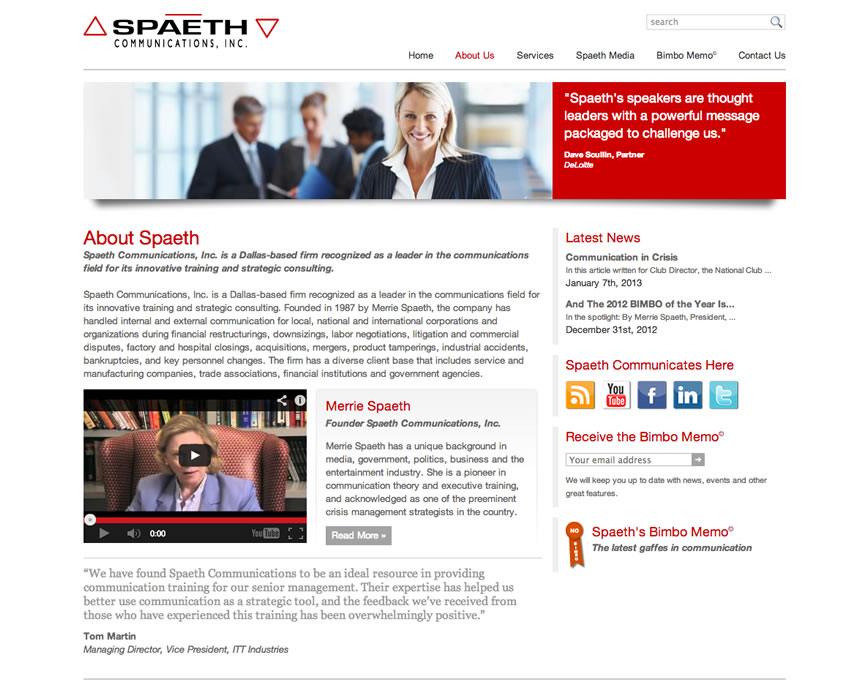 SPAETH
COMMUNICATIONS, INC.
search
Home About Us Services Spaeth Media Bimbo Memo© Contact Us
"Spaeth's speakers are thought
leaders with a powerful message
packaged to challenge us."
Dave Scullin, Partner
DeLoitte
About Spaeth
Spaeth Communications, Inc. is a Dallas-based firm recognized as a leader in the communications
field for its innovative training and strategic consulting.
Spaeth Communications, Inc. is a Dallas-based firm recognized as a leader in the communications field for
its innovative training and strategic consulting. Founded in 1987 by Merrie Spaeth, the company has
handled internal and external communication for local, national and international corporations and
organizations during financial restructurings, downsizings, labor negotiations, litigation and commercial
disputes, factory and hospital closings, acquisitions, mergers, product tamperings, industrial accidents,
bankruptcies, and key personnel changes. The firm has a diverse client base that includes service and
manufacturing companies, trade associations, financial institutions and government agencies.
0:00
YouTube
Merrie Spaeth
Founder Spaeth Communications, Inc.
Merrie Spaeth has a unique background in
media, government, politics, business and the
entertainment industry. She is a pioneer in
communication theory and executive training,
and acknowledged as one of the preeminent
crisis management strategists in the country.
Read More »
“We have found Spaeth Communications to be an ideal resource in providing
communication training for our senior management. Their expertise has helped us
better use communication as a strategic tool, and the feedback we've received from
those who have experienced this training has been overwhelmingly positive.”
Tom Martin
Managing Director, Vice President, ITT Industries
Latest News
Communication in Crisis
In this article written for Club Director, the National Club ...
January 7th, 2013
And The 2012 BIMBO of the Year Is...
In the spotlight: By Merrie Spaeth, President, ...
December 31st, 2012
Spaeth Communicates Here
You
Tube
f
in
t
Receive the Bimbo Memo©
Your email address
We will keep you up to date with news, events and other
great features.
NO
BIMBO
Spaeth's Bimbo Memo©
The latest gaffes in communication